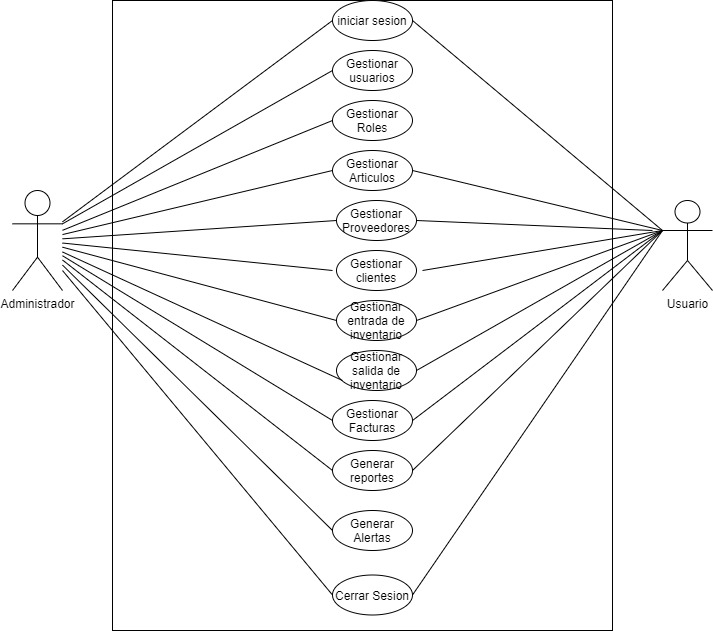 iniciar sesion
Gestionar
usuarios
Gestionar
Roles
Gestionar
Articulos
Gestionar
Proveedores
Gestionar
clientes
Gestionar
entrada de
inventario
Gestionar
salida de
inventario
Gestionar
Facturas
Generar
reportes
Generar
Alertas
Cerrar Sesion
Administrador
Usuario